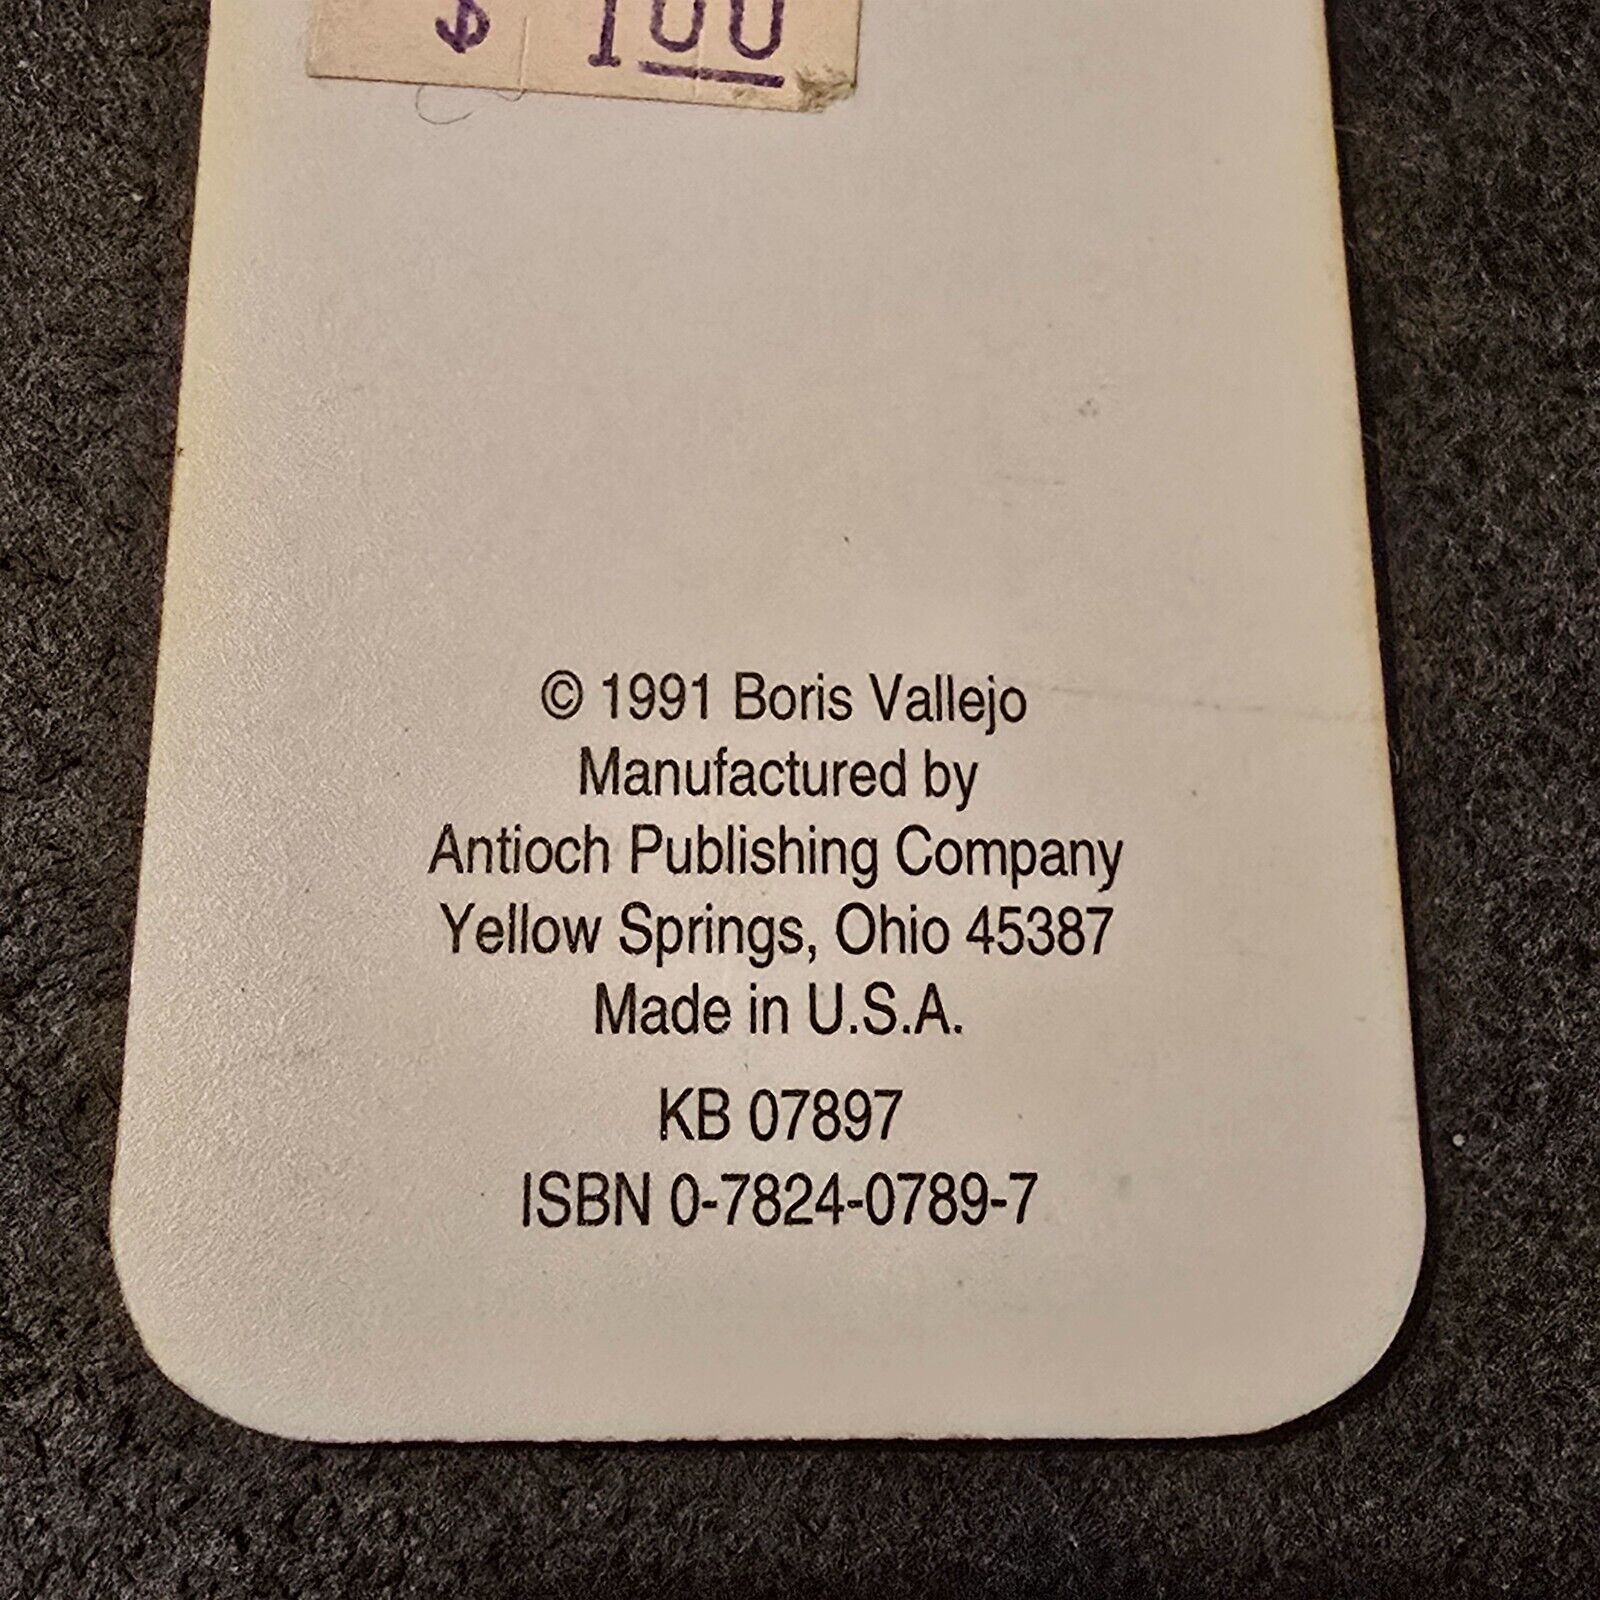 $ 100
© 1991 Boris Vallejo
Manufactured by
Antioch Publishing Company
Yellow Springs, Ohio 45387
Made in U.S.A.
KB 07897
ISBN 0-7824-0789-7